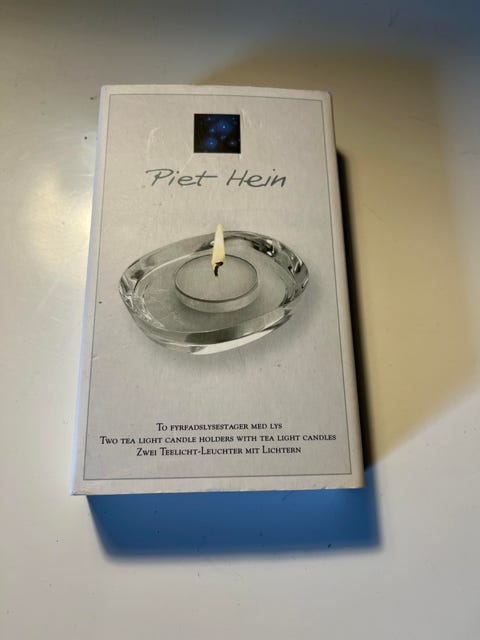 Piet Hein
To fyrfadslysestager med lys
Two tea light candle holders with tea light candles
Zwei Teelicht-Leuchter mit Lichtern